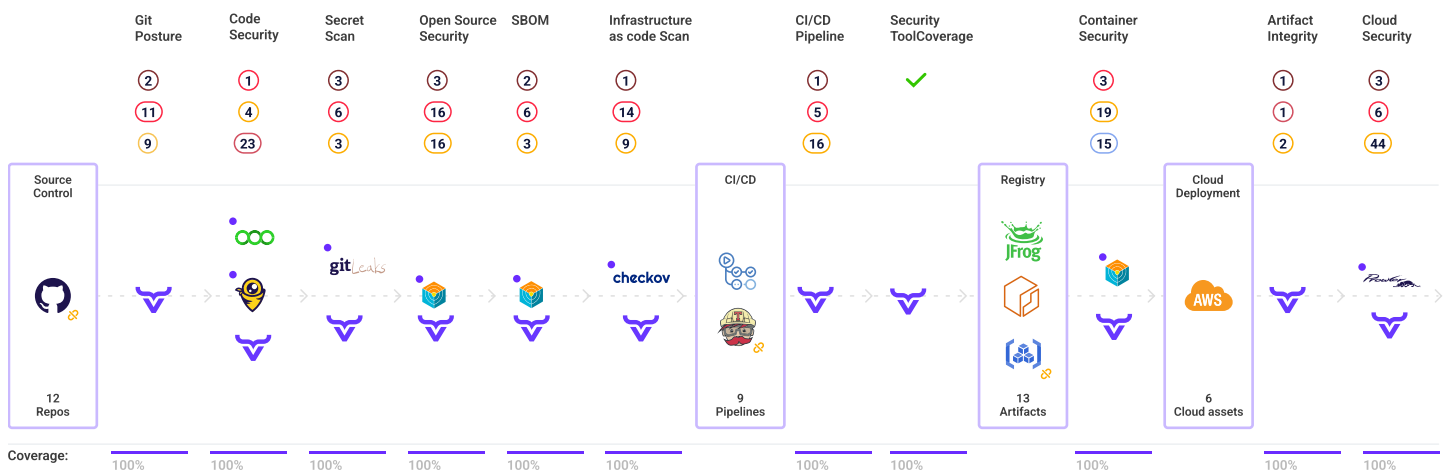 Git
Posture
Code
Security
Secret
Scan
Open Source
Security
SBOM
Infrastructure
as code Scan
CI/CD
Pipeline
Security
ToolCoverage
Container
Security
Artifact
Integrity
Cloud
Security
2 1 3 3 2 1 1 3 1 3
11 4 6 16 6 14 5 19 1 6
9 23 3 16 3 9 16 15 2 44
Source
Control
CI/CD
Registry
Cloud
Deployment
JFrog
gitLeaks
checkov
Prowler
AWS
T
12
Repos
9
Pipelines
13
Artifacts
6
Cloud assets
Coverage:
100% 100% 100% 100% 100% 100% 100% 100% 100% 100% 100%